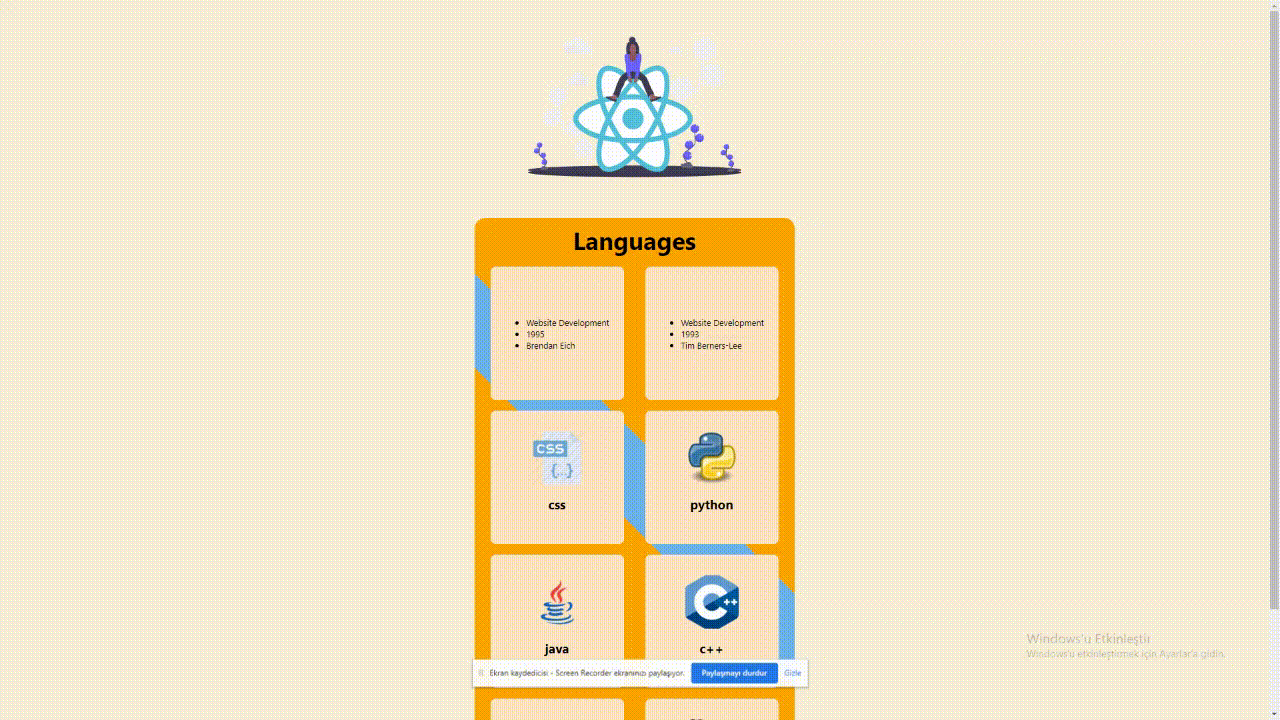 Languages
Website Development
1995
Brendan Eich
Website Development
1993
Tim Berners-Lee
CSS
{...}
css
python
java
C++
c++
Windows'u Etkinleştir
Windows'u etkinleştirmek için Ayarlar'a gidin.
Ekran kaydedicisi - Screen Recorder ekranınızı paylaşıyor.
Paylaşmayı durdur
Gizle